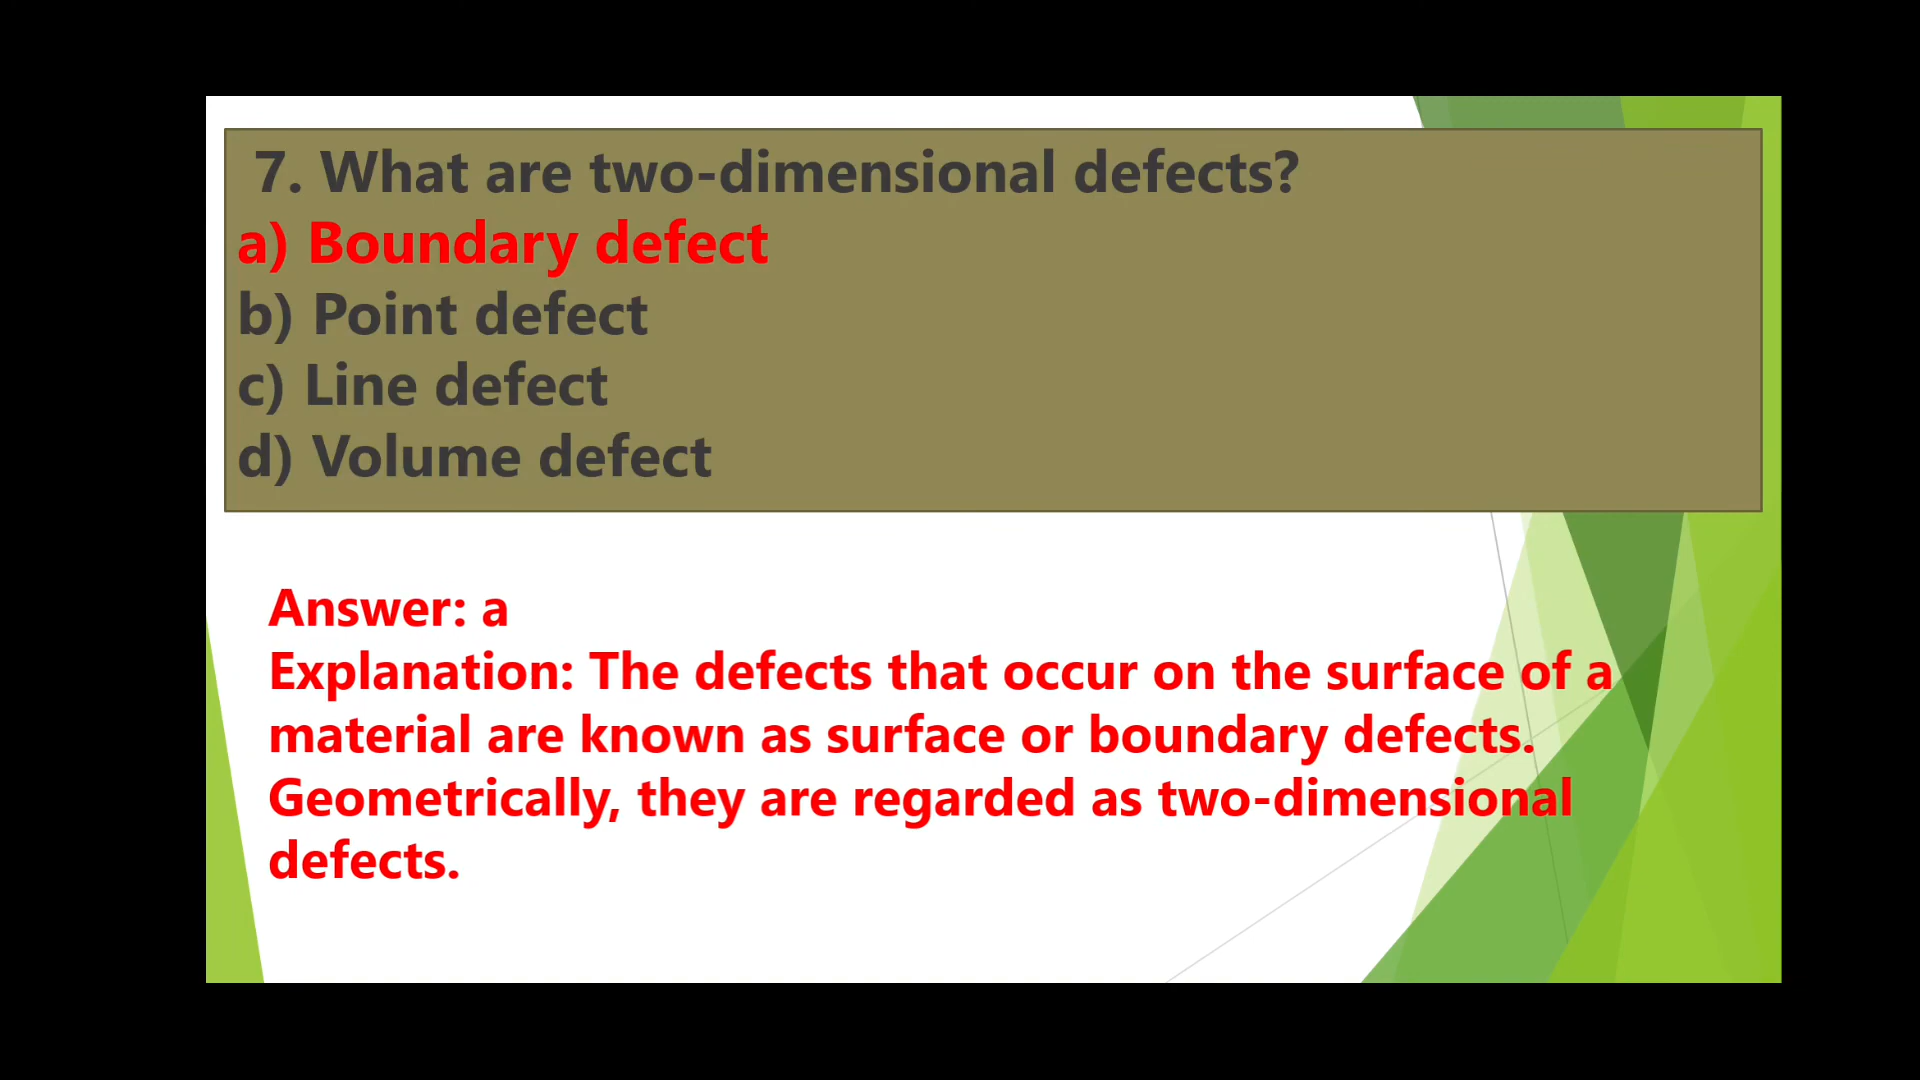 7. What are two-dimensional defects?
a) Boundary defect
b) Point defect
c) Line defect
d) Volume defect
Answer: a
Explanation: The defects that occur on the surface of a
material are known as surface or boundary defects.
Geometrically, they are regarded as two-dimensional
defects.